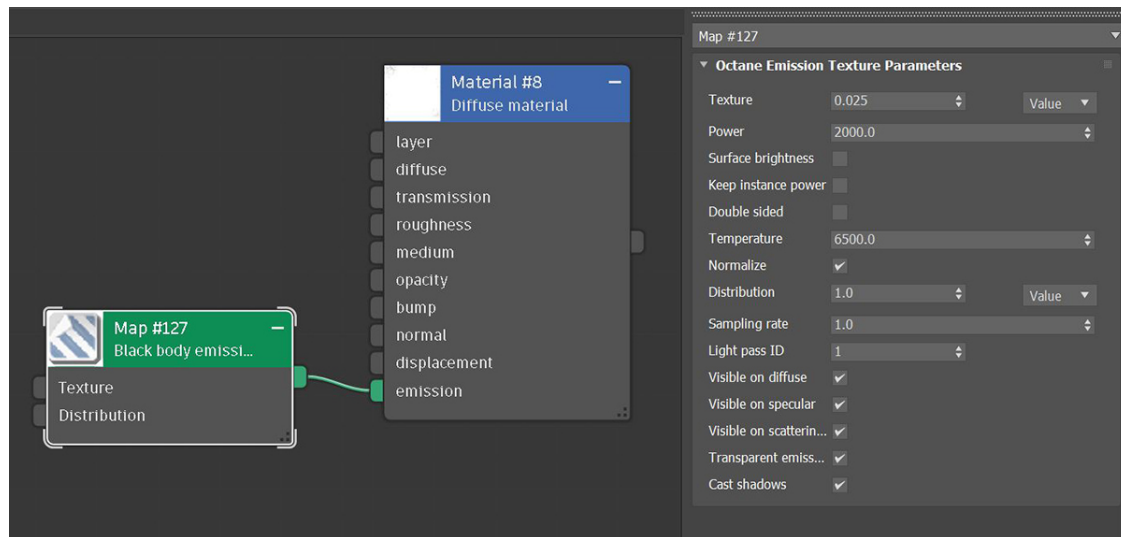 Material #8
Diffuse material
layer
diffuse
transmission
roughness
medium
opacity
bump
normal
displacement
emission
Map #127
Black body emissi...
Texture
Distribution
Map #127
Octane Emission Texture Parameters
Texture 0.025 Value
Power 2000.0
Surface brightness
Keep instance power
Double sided
Temperature 6500.0
Normalize
Distribution 1.0 Value
Sampling rate 1.0
Light pass ID 1
Visible on diffuse
Visible on specular
Visible on scatterin...
Transparent emiss...
Cast shadows